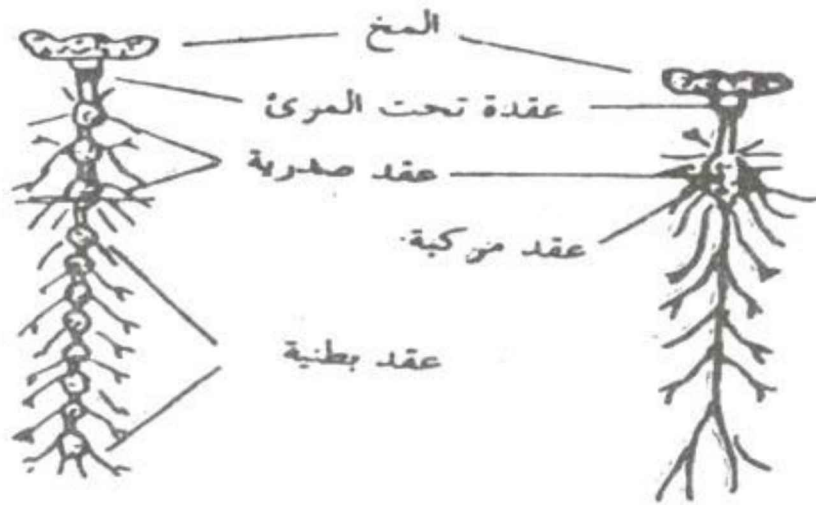 المخ
عقدة تحت المرئ
عقد صدرية
عقد مركبة
عقد بطنية